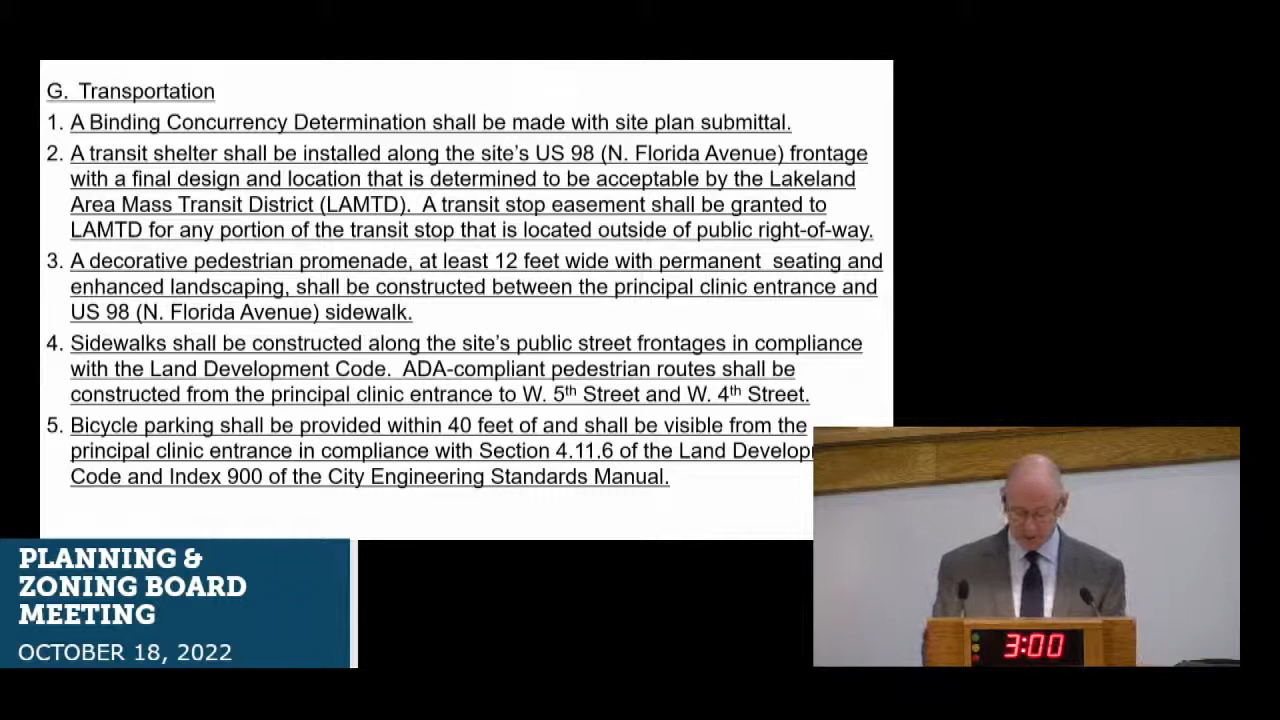 G. Transportation
1. A Binding Concurrency Determination shall be made with site plan submittal.
2. A transit shelter shall be installed along the site's US 98 (N. Florida Avenue) frontage
with a final design and location that is determined to be acceptable by the Lakeland
Area Mass Transit District (LAMTD). A transit stop easement shall be granted to
LAMTD for any portion of the transit stop that is located outside of public right-of-way.
3. A decorative pedestrian promenade, at least 12 feet wide with permanent seating and
enhanced landscaping, shall be constructed between the principal clinic entrance and
US 98 (N. Florida Avenue) sidewalk.
4. Sidewalks shall be constructed along the site's public street frontages in compliance
with the Land Development Code. ADA-compliant pedestrian routes shall be
constructed from the principal clinic entrance to W. 5th Street and W. 4th Street.
5. Bicycle parking shall be provided within 40 feet of and shall be visible from the
principal clinic entrance in compliance with Section 4.11.6 of the Land Develop
Code and Index 900 of the City Engineering Standards Manual.
PLANNING &
ZONING BOARD
MEETING
OCTOBER 18, 2022
3:00